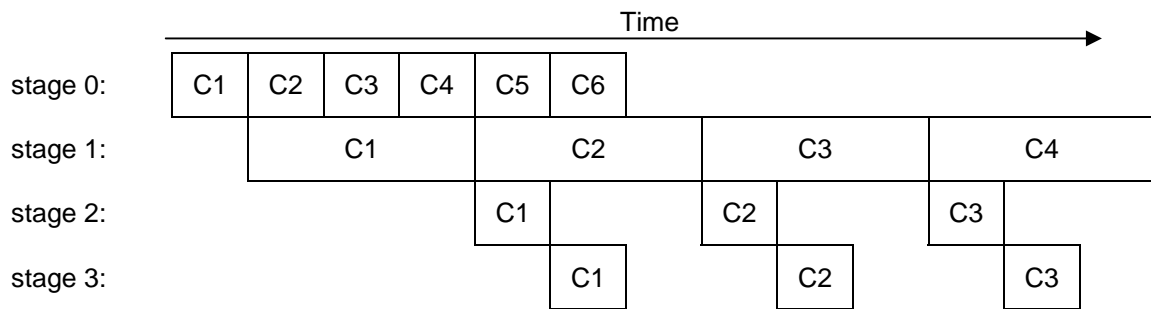 Time
stage 0: C1 C2 C3 C4 C5 C6
stage 1: C1 C2 C3 C4
stage 2: C1 C2 C3
stage 3: C1 C2 C3